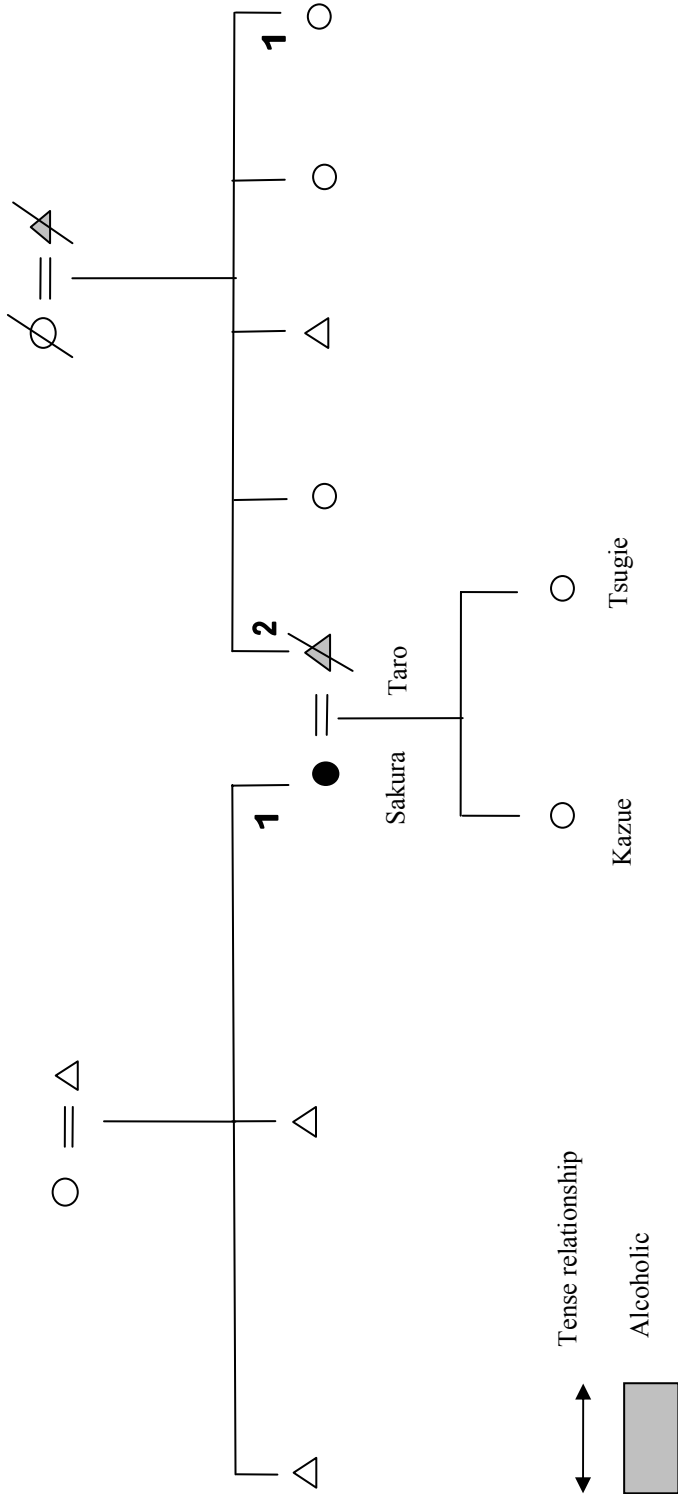 1
2
1
Sakura
Taro
Kazue
Tsugie
Tense relationship
Alcoholic